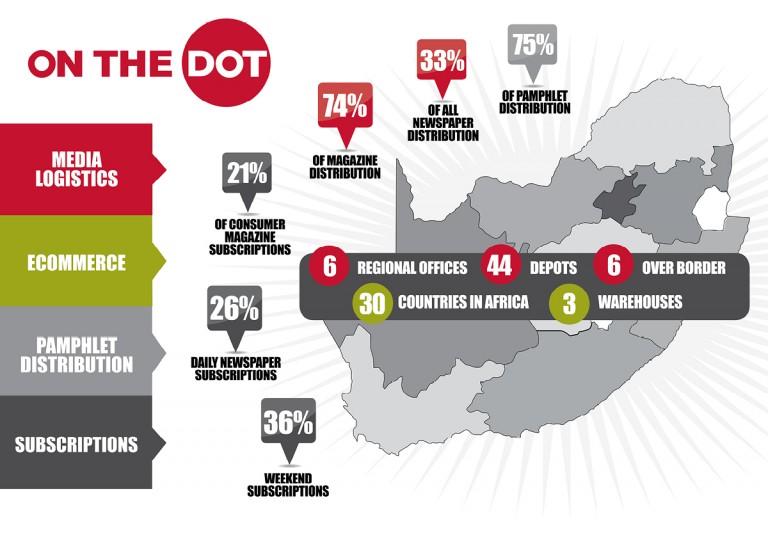 ON THE DOT
MEDIA
LOGISTICS
ECOMMERCE
PAMPHLET
DISTRIBUTION
SUBSCRIPTIONS
75%
OF PAMPHLET
DISTRIBUTION
33%
OF ALL
NEWSPAPER
DISTRIBUTION
74%
OF MAGAZINE
DISTRIBUTION
21%
OF CONSUMER
MAGAZINE
SUBSCRIPTIONS
26%
DAILY NEWSPAPER
SUBSCRIPTIONS
36%
WEEKEND
SUBSCRIPTIONS
6 REGIONAL OFFICES 44 DEPOTS 6 OVER BORDER
30 COUNTRIES IN AFRICA 3 WAREHOUSES